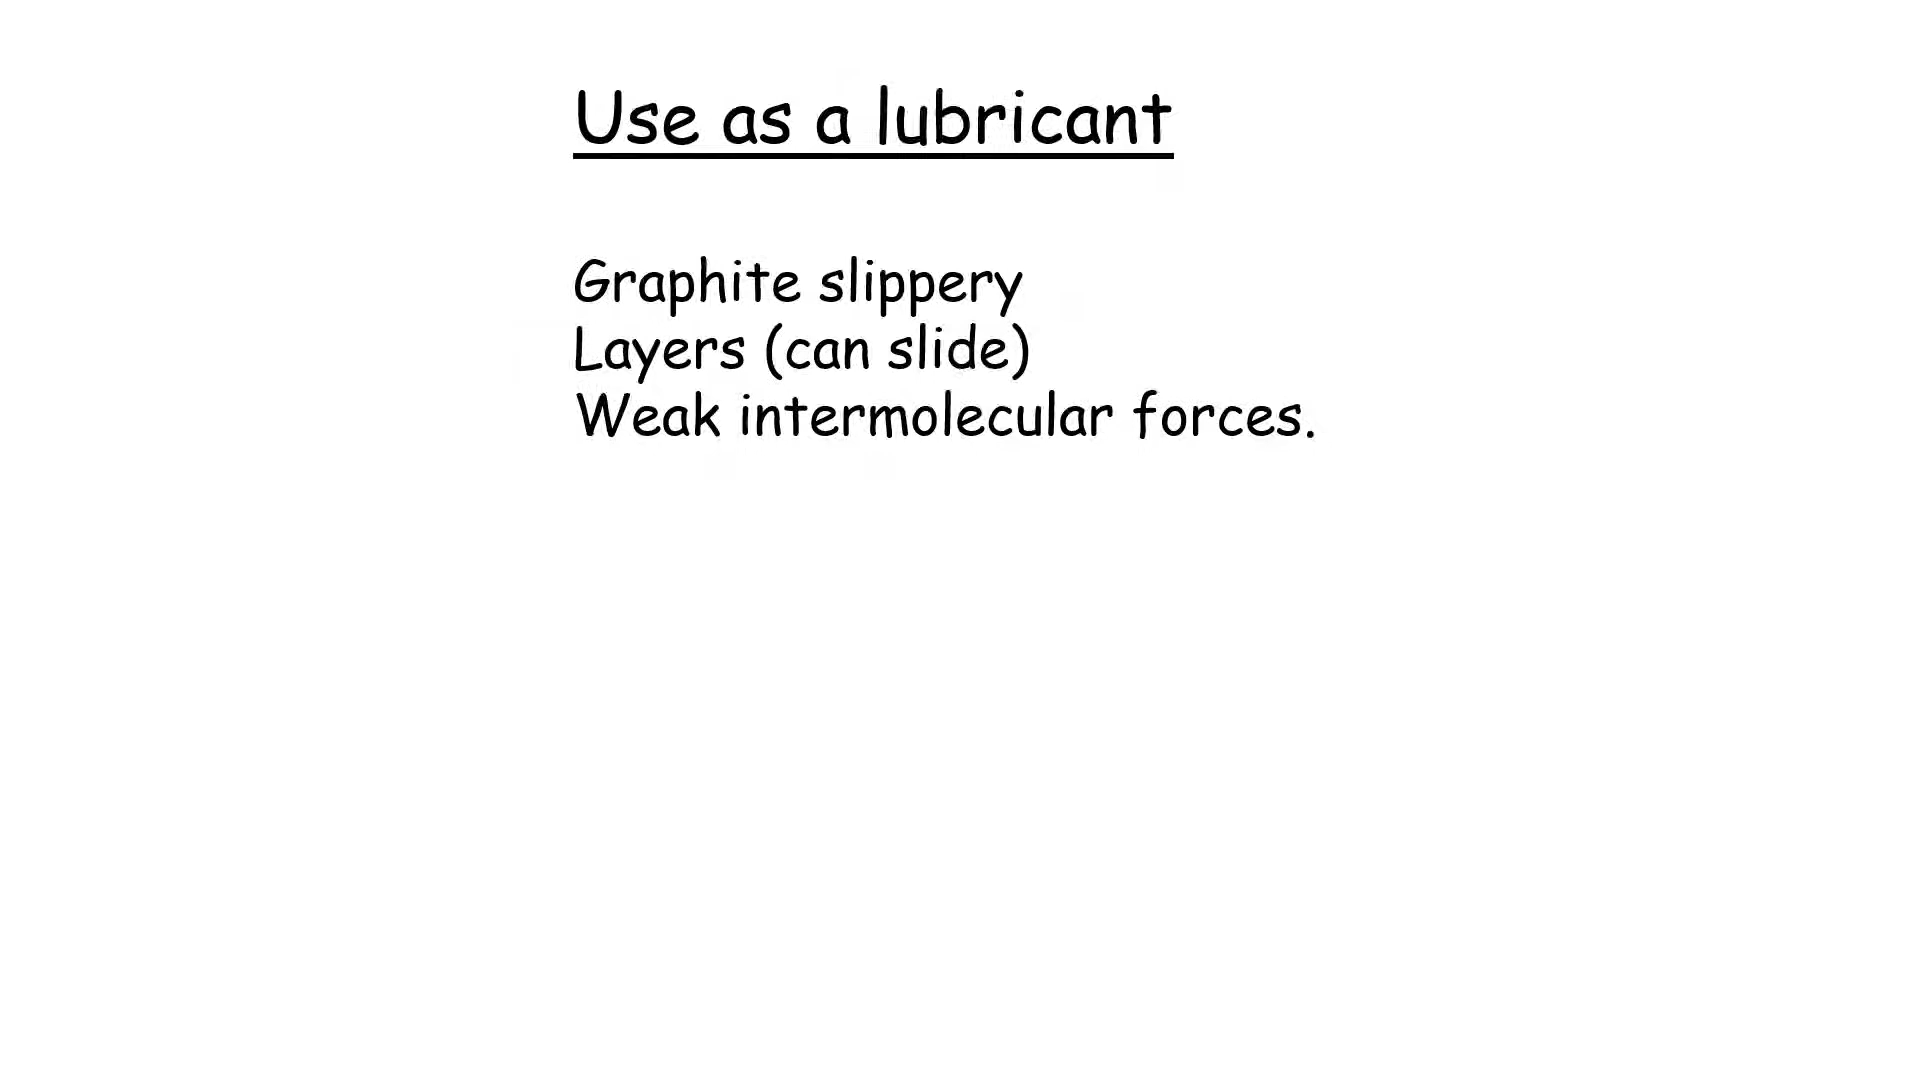 Use as a lubricant
Graphite slippery
Layers (can slide)
Weak intermolecular forces.